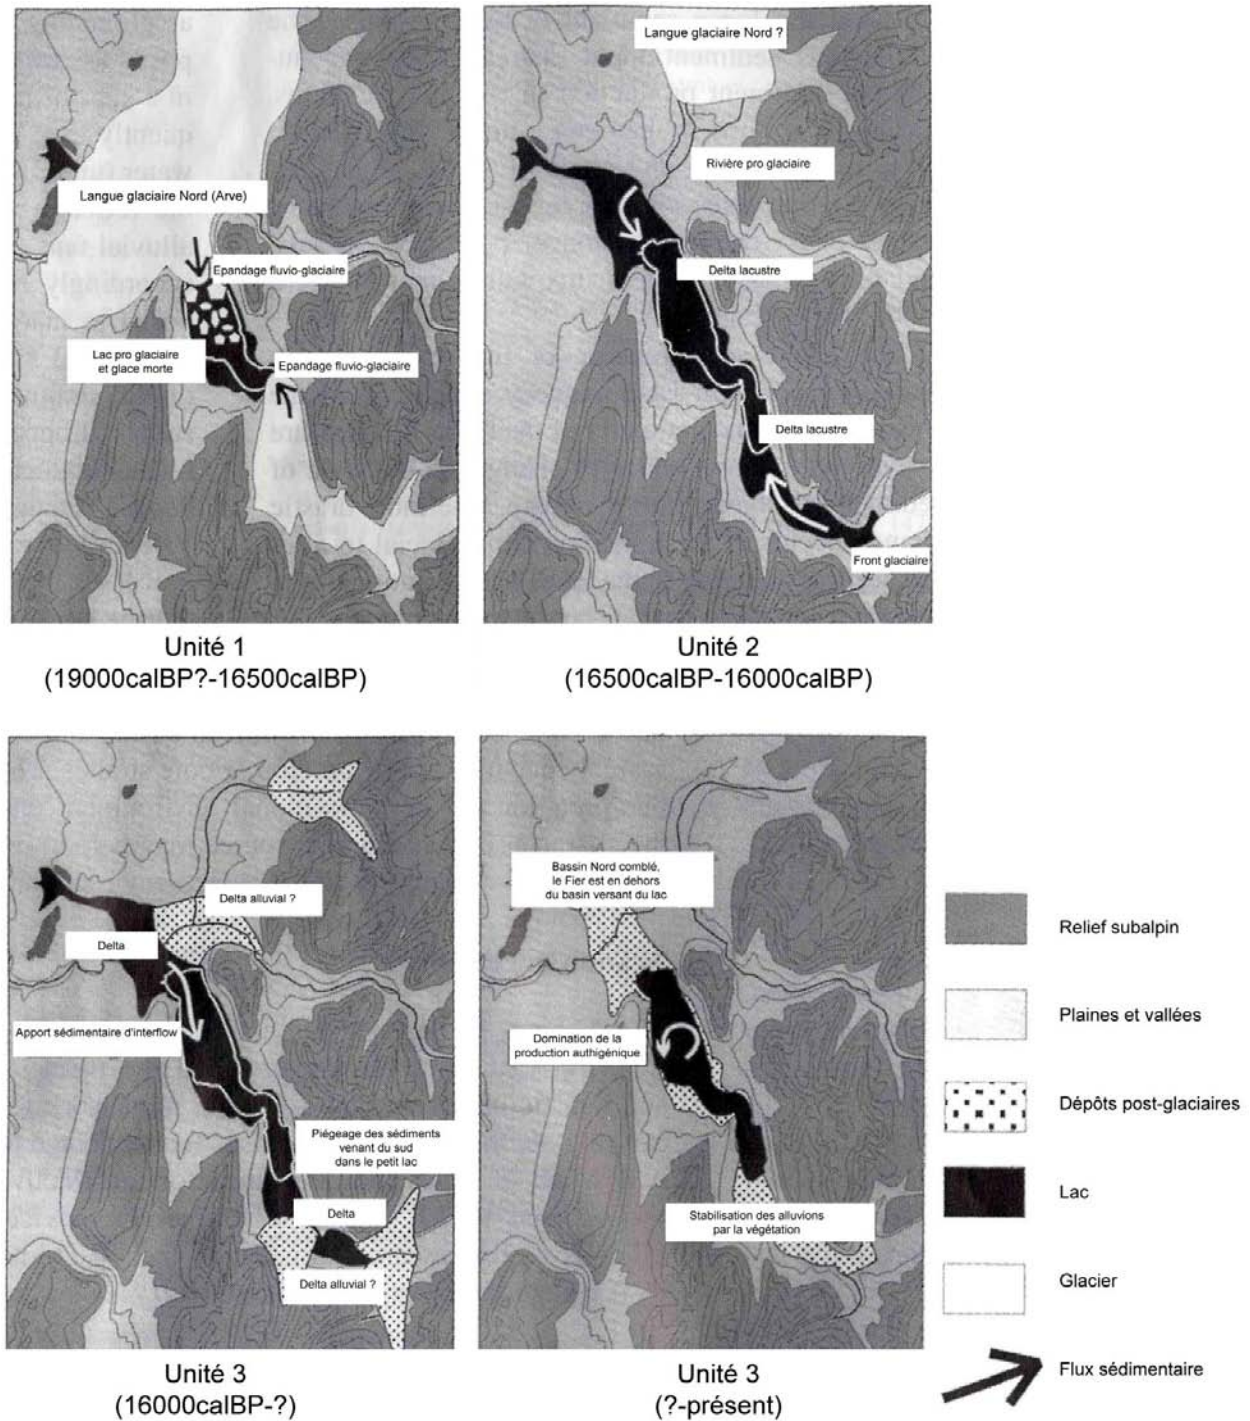 Langue glaciaire Nord (Arve)
Epandage fluvio-glaciaire
Lac pro glaciaire
et glace morte
Epandage fluvio-glaciaire
Unité 1
(19000calBP?-16500calBP)
Langue glaciaire Nord ?
Rivière pro glaciaire
Delta lacustre
Delta lacustre
Front glaciaire
Unité 2
(16500calBP-16000calBP)
Delta alluvial ?
Delta
Apport sédimentaire d'interflow
Piégeage des sédiments
venant du sud
dans le petit lac
Delta
Delta alluvial ?
Unité 3
(16000calBP-?)
Bassin Nord comblé,
le Fier est en dehors
du basin versant du lac
Domination de la
production authigénique
Stabilisation des alluvions
par la végétation
Unité 3
(?-présent)
Relief subalpin
Plaines et vallées
Dépôts post-glaciaires
Lac
Glacier
Flux sédimentaire